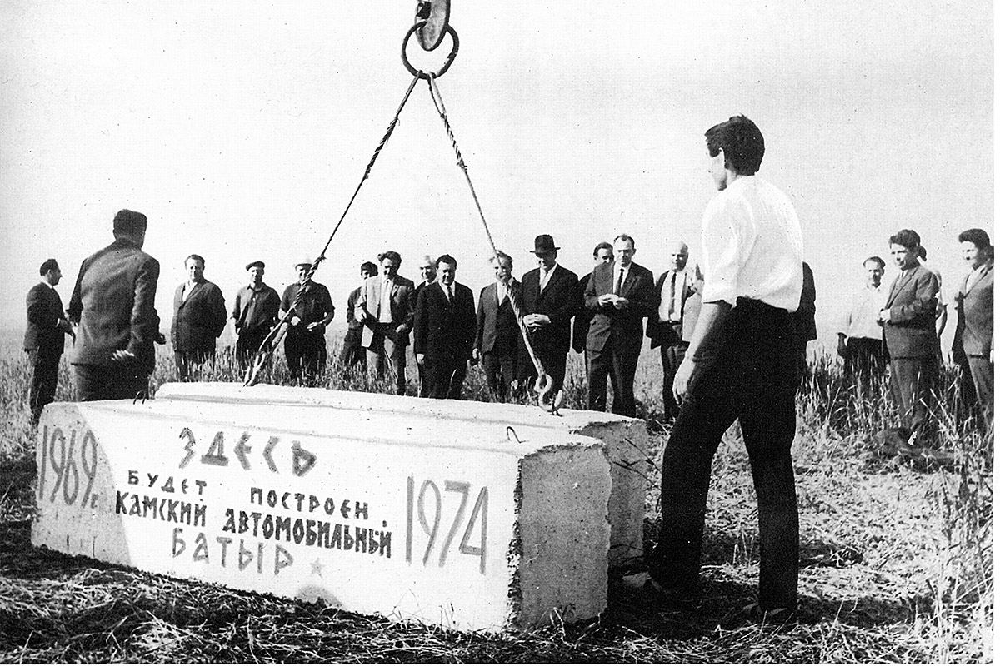 1969г.
ЗДЕСЬ
БУДЕТ ПОСТРОЕН
КАМСКИЙ АВТОМОБИЛЬНЫЙ
БАТЫР
1974